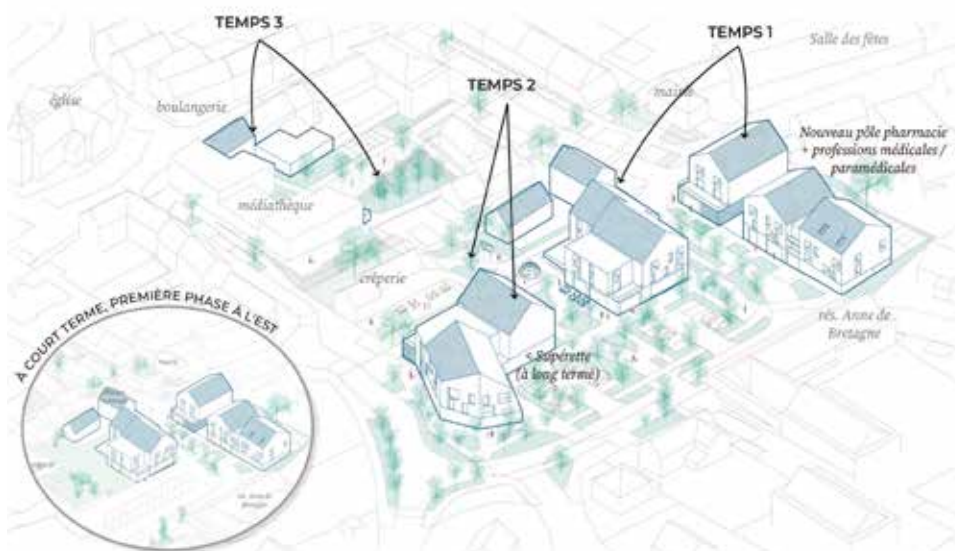 TEMPS 3
TEMPS 1
Salle des fêtes
TEMPS 2
église
boulangerie
mairie
Nouveau pôle pharmacie
+ professions médicales /
paramédicales
médiathèque
crêperie
rés. Anne de
Bretagne
< Supérette
(à long terme)
À COURT TERME, PREMIÈRE PHASE À L'EST